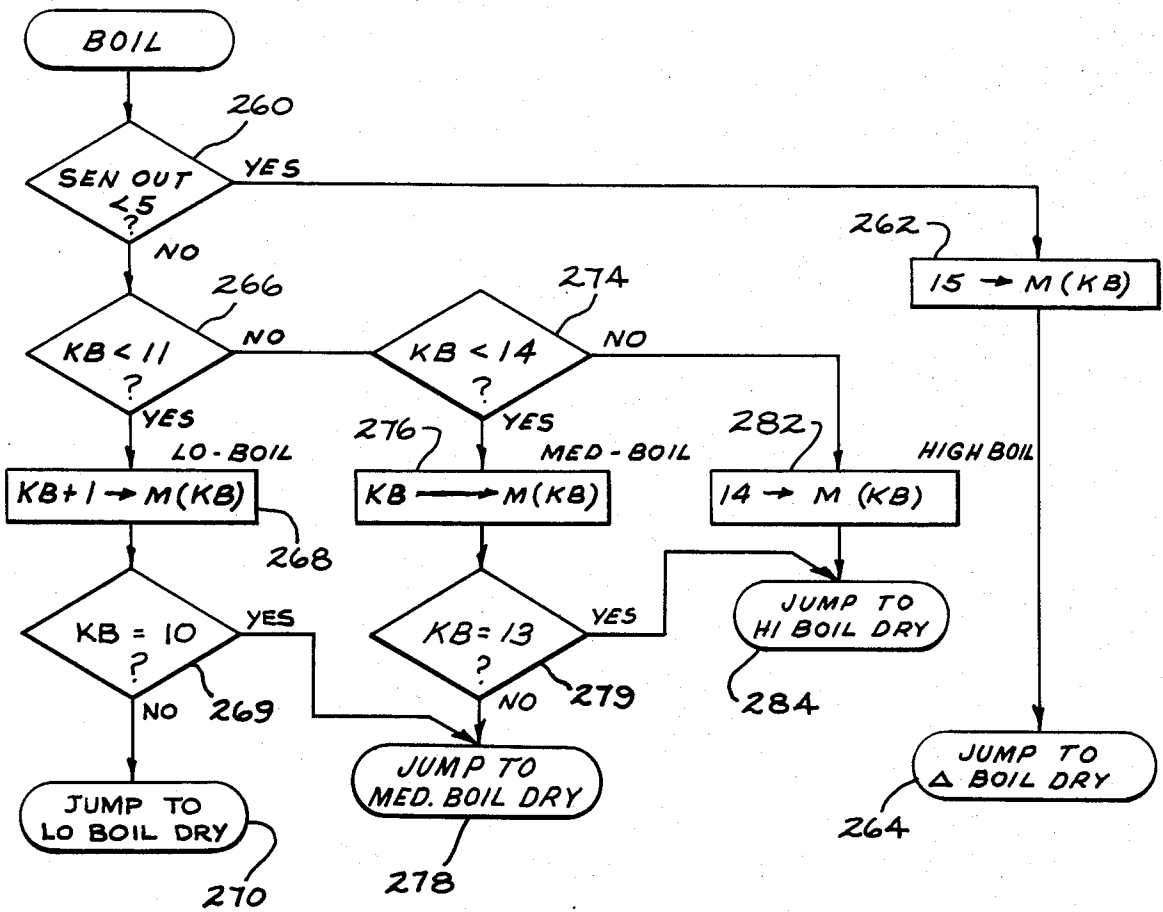 BOIL
260
SEN OUT
<5
?
YES
NO
262
15 → M (KB)
266
KB < 11
?
NO
YES
274
KB < 14
?
NO
YES
LO-BOIL
KB+1 → M(KB)
268
276
MED-BOIL
KB → M(KB)
282
14 → M (KB)
HIGH BOIL
KB = 10
?
YES
269
NO
KB = 13
?
YES
279
NO
JUMP TO
HI BOIL DRY
284
JUMP TO
LO BOIL DRY
270
JUMP TO
MED. BOIL DRY
278
JUMP TO
Δ BOIL DRY
264